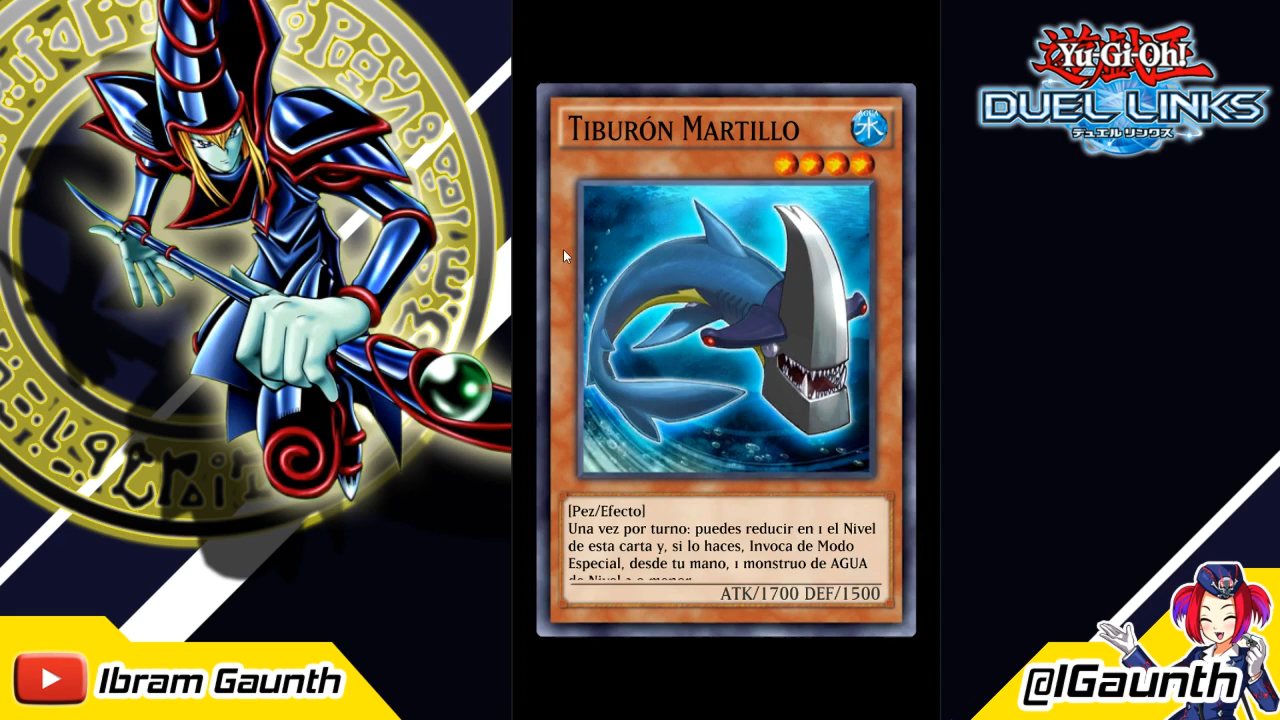 Yu-Gi-Oh!
DUEL LINKS
デュエル リンクス
TIBURÓN MARTILLO
AGUA
水
[Pez/Efecto]
Una vez por turno: puedes reducir en 1 el Nivel
de esta carta y, si lo haces, Invoca de Modo
Especial, desde tu mano, 1 monstruo de AGUA
ATK/1700 DEF/1500
Ibram Gaunth
@IGaunth